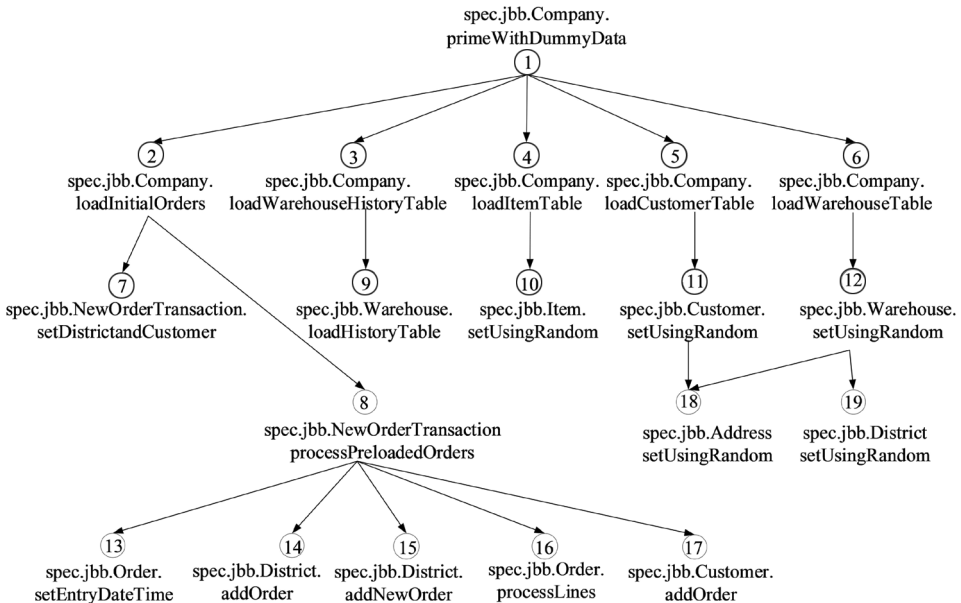 spec.jbb.Company.
primeWithDummyData
1
2
3
4
5
6
spec.jbb.Company.
loadInitialOrders
spec.jbb.Company.
loadWarehouseHistoryTable
spec.jbb.Company.
loadItemTable
spec.jbb.Company.
loadCustomerTable
spec.jbb.Company.
loadWarehouseTable
7
9
10
11
12
spec.jbb.NewOrderTransaction.
setDistrictandCustomer
spec.jbb.Warehouse.
loadHistoryTable
spec.jbb.Item.
setUsingRandom
spec.jbb.Customer.
setUsingRandom
spec.jbb.Warehouse.
setUsingRandom
8
18
19
spec.jbb.NewOrderTransaction
processPreloadedOrders
spec.jbb.Address
setUsingRandom
spec.jbb.District
setUsingRandom
13
14
15
16
17
spec.jbb.Order.
setEntryDateTime
spec.jbb.District.
addOrder
spec.jbb.District.
addNewOrder
spec.jbb.Order.
processLines
spec.jbb.Customer.
addOrder